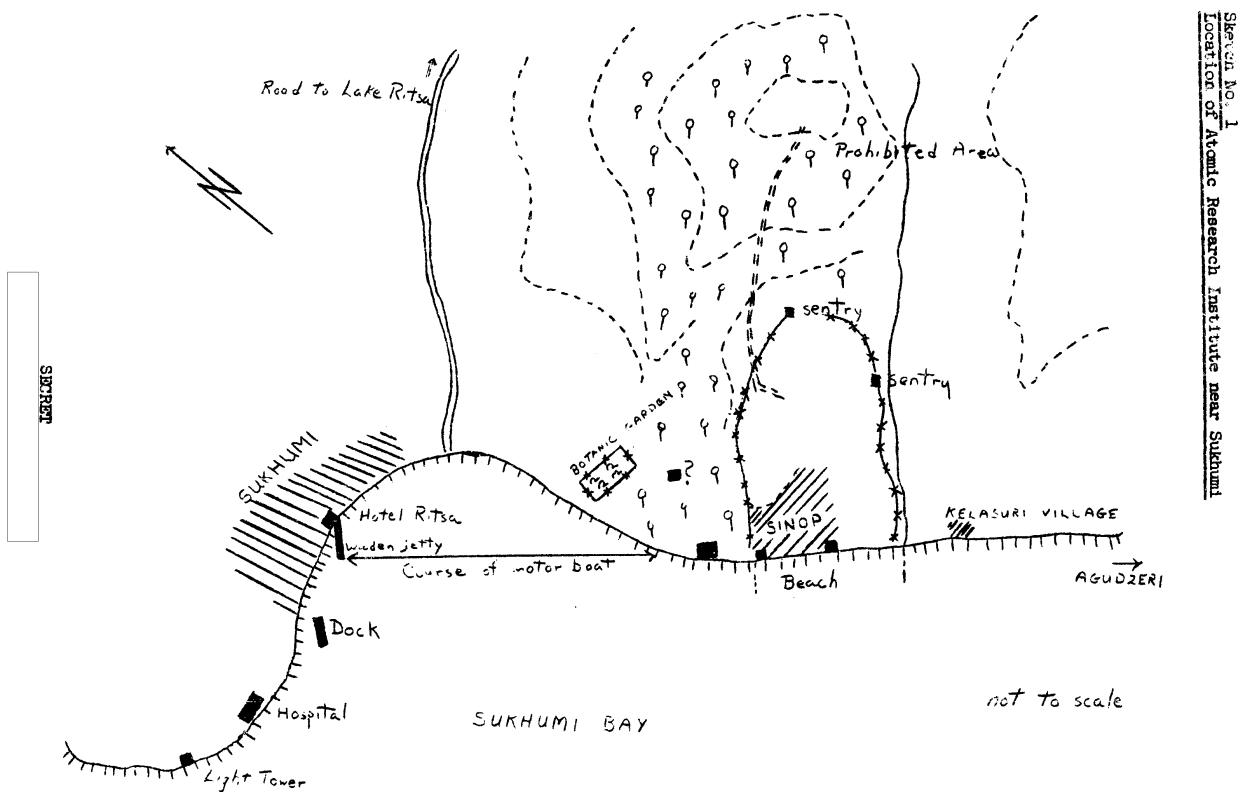 Sketch No. 1
Location of Atomic Research Institute near Sukhumi
Road to Lake Ritsa
Prohibited Area
sentry
sentry
BOTANIC GARDEN
?
SUKHUMI
Hotel Ritsa
wooden jetty
Course of motor boat
SINOP
KELASURI VILLAGE
Beach
AGUDZERI
Dock
Hospital
SUKHUMI BAY
not to scale
Light Tower
SECRET